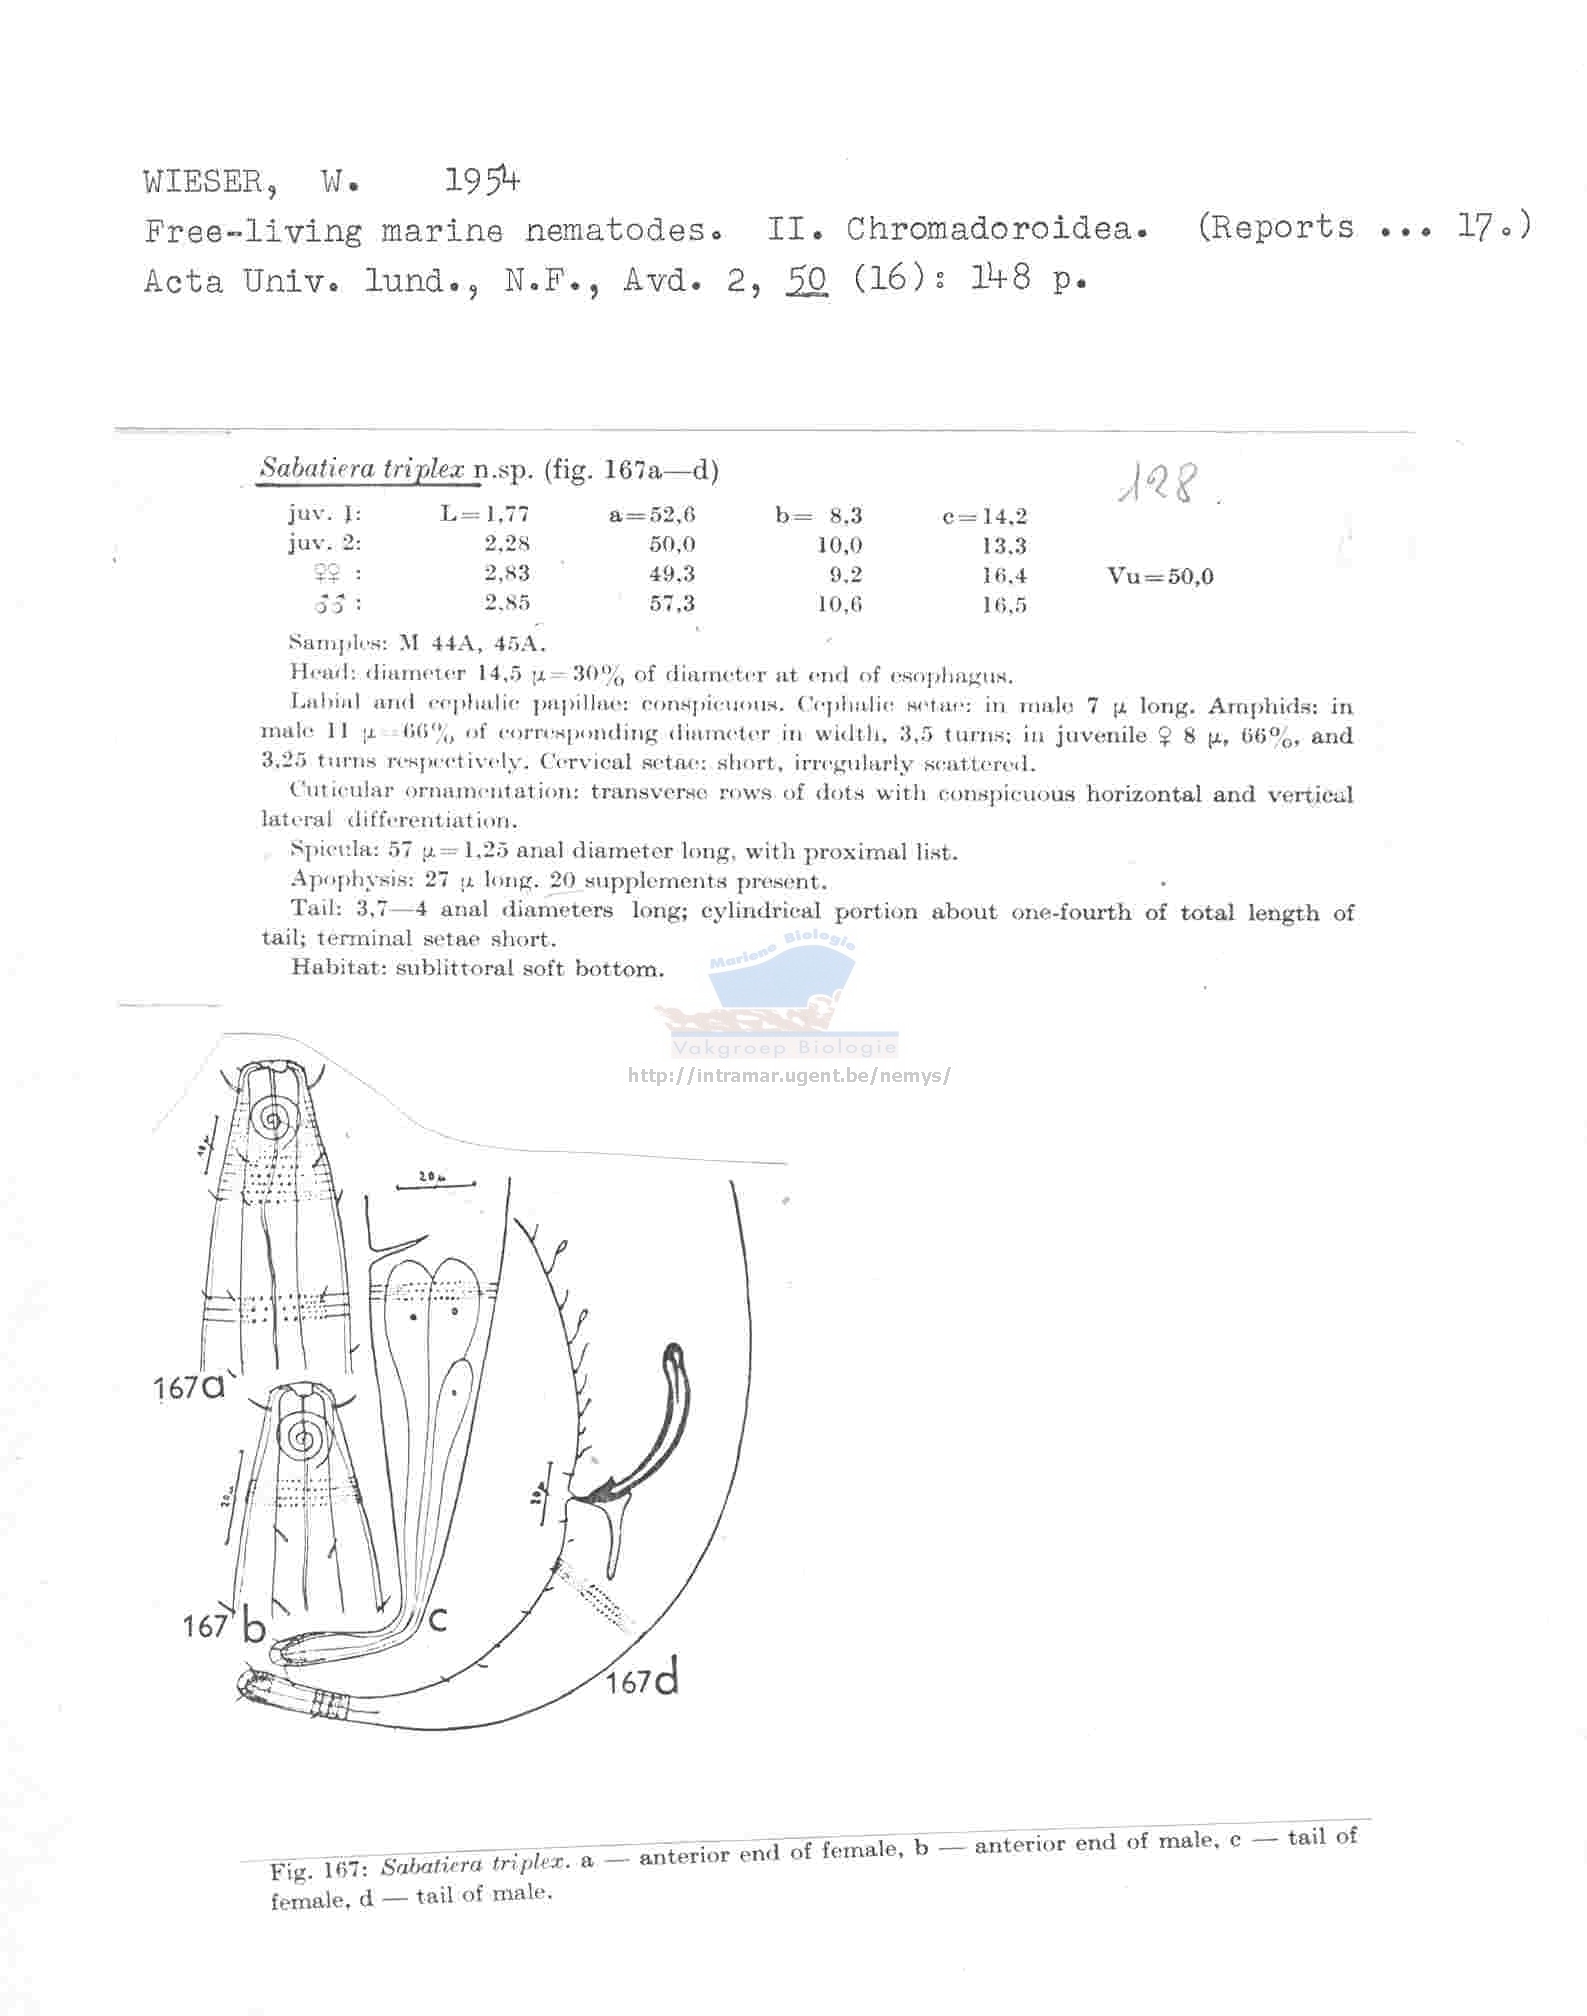 WIESER, W. 1954
Free-living marine nematodes. II. Chromadoroidea. (Reports ... 17.)
Acta Univ. lund., N.F., Avd. 2, 50 (16): 148 p.
Sabatiera triplex n.sp. (fig. 167a—d)
128.
juv. 1: L=1,77 a=52,6 b= 8,3 c=14,2
juv. 2: 2,28 50,0 10,0 13,3
♀♀ : 2,83 49,3 9,2 16,4 Vu=50,0
♂♂ : 2,85 57,3 10,6 16,5
Samples: M 44A, 45A.
Head: diameter 14,5 μ=30% of diameter at end of esophagus.
Labial and cephalic papillae: conspicuous. Cephalic setae: in male 7 μ long. Amphids: in
male 11 μ=66% of corresponding diameter in width, 3,5 turns; in juvenile ♀ 8 μ, 66%, and
3,25 turns respectively. Cervical setae: short, irregularly scattered.
Cuticular ornamentation: transverse rows of dots with conspicuous horizontal and vertical
lateral differentiation.
Spicula: 57 μ=1,25 anal diameter long, with proximal list.
Apophysis: 27 μ long. 20 supplements present.
Tail: 3,7—4 anal diameters long; cylindrical portion about one-fourth of total length of
tail; terminal setae short.
Habitat: sublittoral soft bottom.
Mariene Biologie
Vakgroep Biologie
http://intramar.ugent.be/nemys/
20μ
167a
20μ
20μ
167b
c
167d
Fig. 167: Sabatiera triplex. a — anterior end of female, b — anterior end of male, c — tail of
female, d — tail of male.